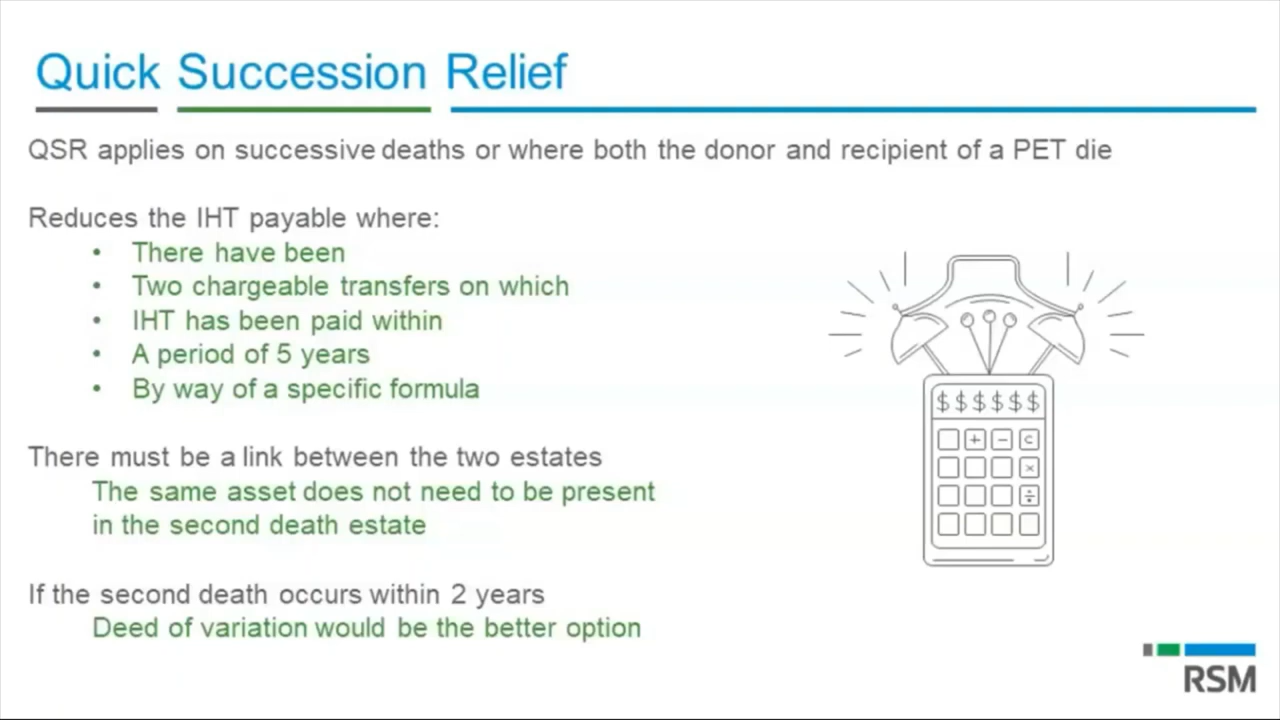 Quick Succession Relief
QSR applies on successive deaths or where both the donor and recipient of a PET die
Reduces the IHT payable where:
• There have been
• Two chargeable transfers on which
• IHT has been paid within
• A period of 5 years
• By way of a specific formula
$$$$$$
+ − C
×
÷
There must be a link between the two estates
The same asset does not need to be present
in the second death estate
If the second death occurs within 2 years
Deed of variation would be the better option
RSM